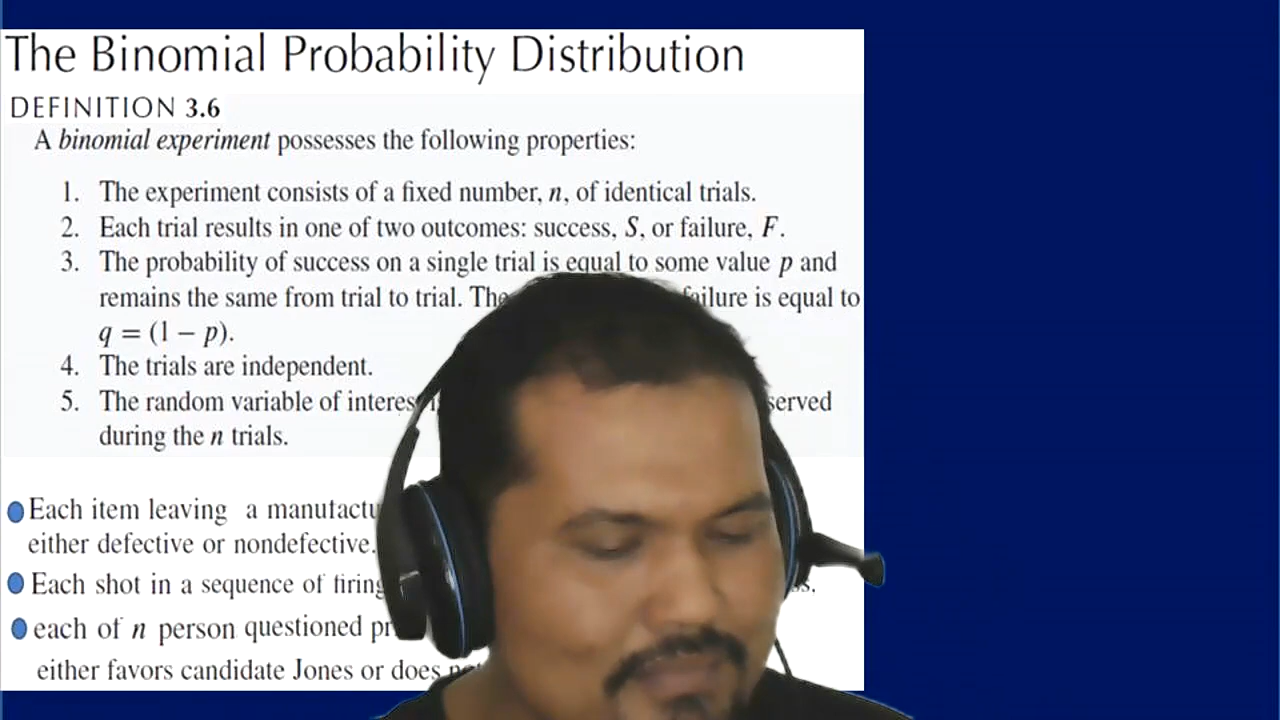 The Binomial Probability Distribution
DEFINITION 3.6
A binomial experiment possesses the following properties:
1. The experiment consists of a fixed number, n, of identical trials.
2. Each trial results in one of two outcomes: success, S, or failure, F.
3. The probability of success on a single trial is equal to some value p and
remains the same from trial to trial. The failure is equal to
q = (1 − p).
4. The trials are independent.
5. The random variable of
during the n trials.
Each item leaving a
either defective or nondefective.
Each shot in a sequence of
each of n person questioned
either favors candidate Jones or does